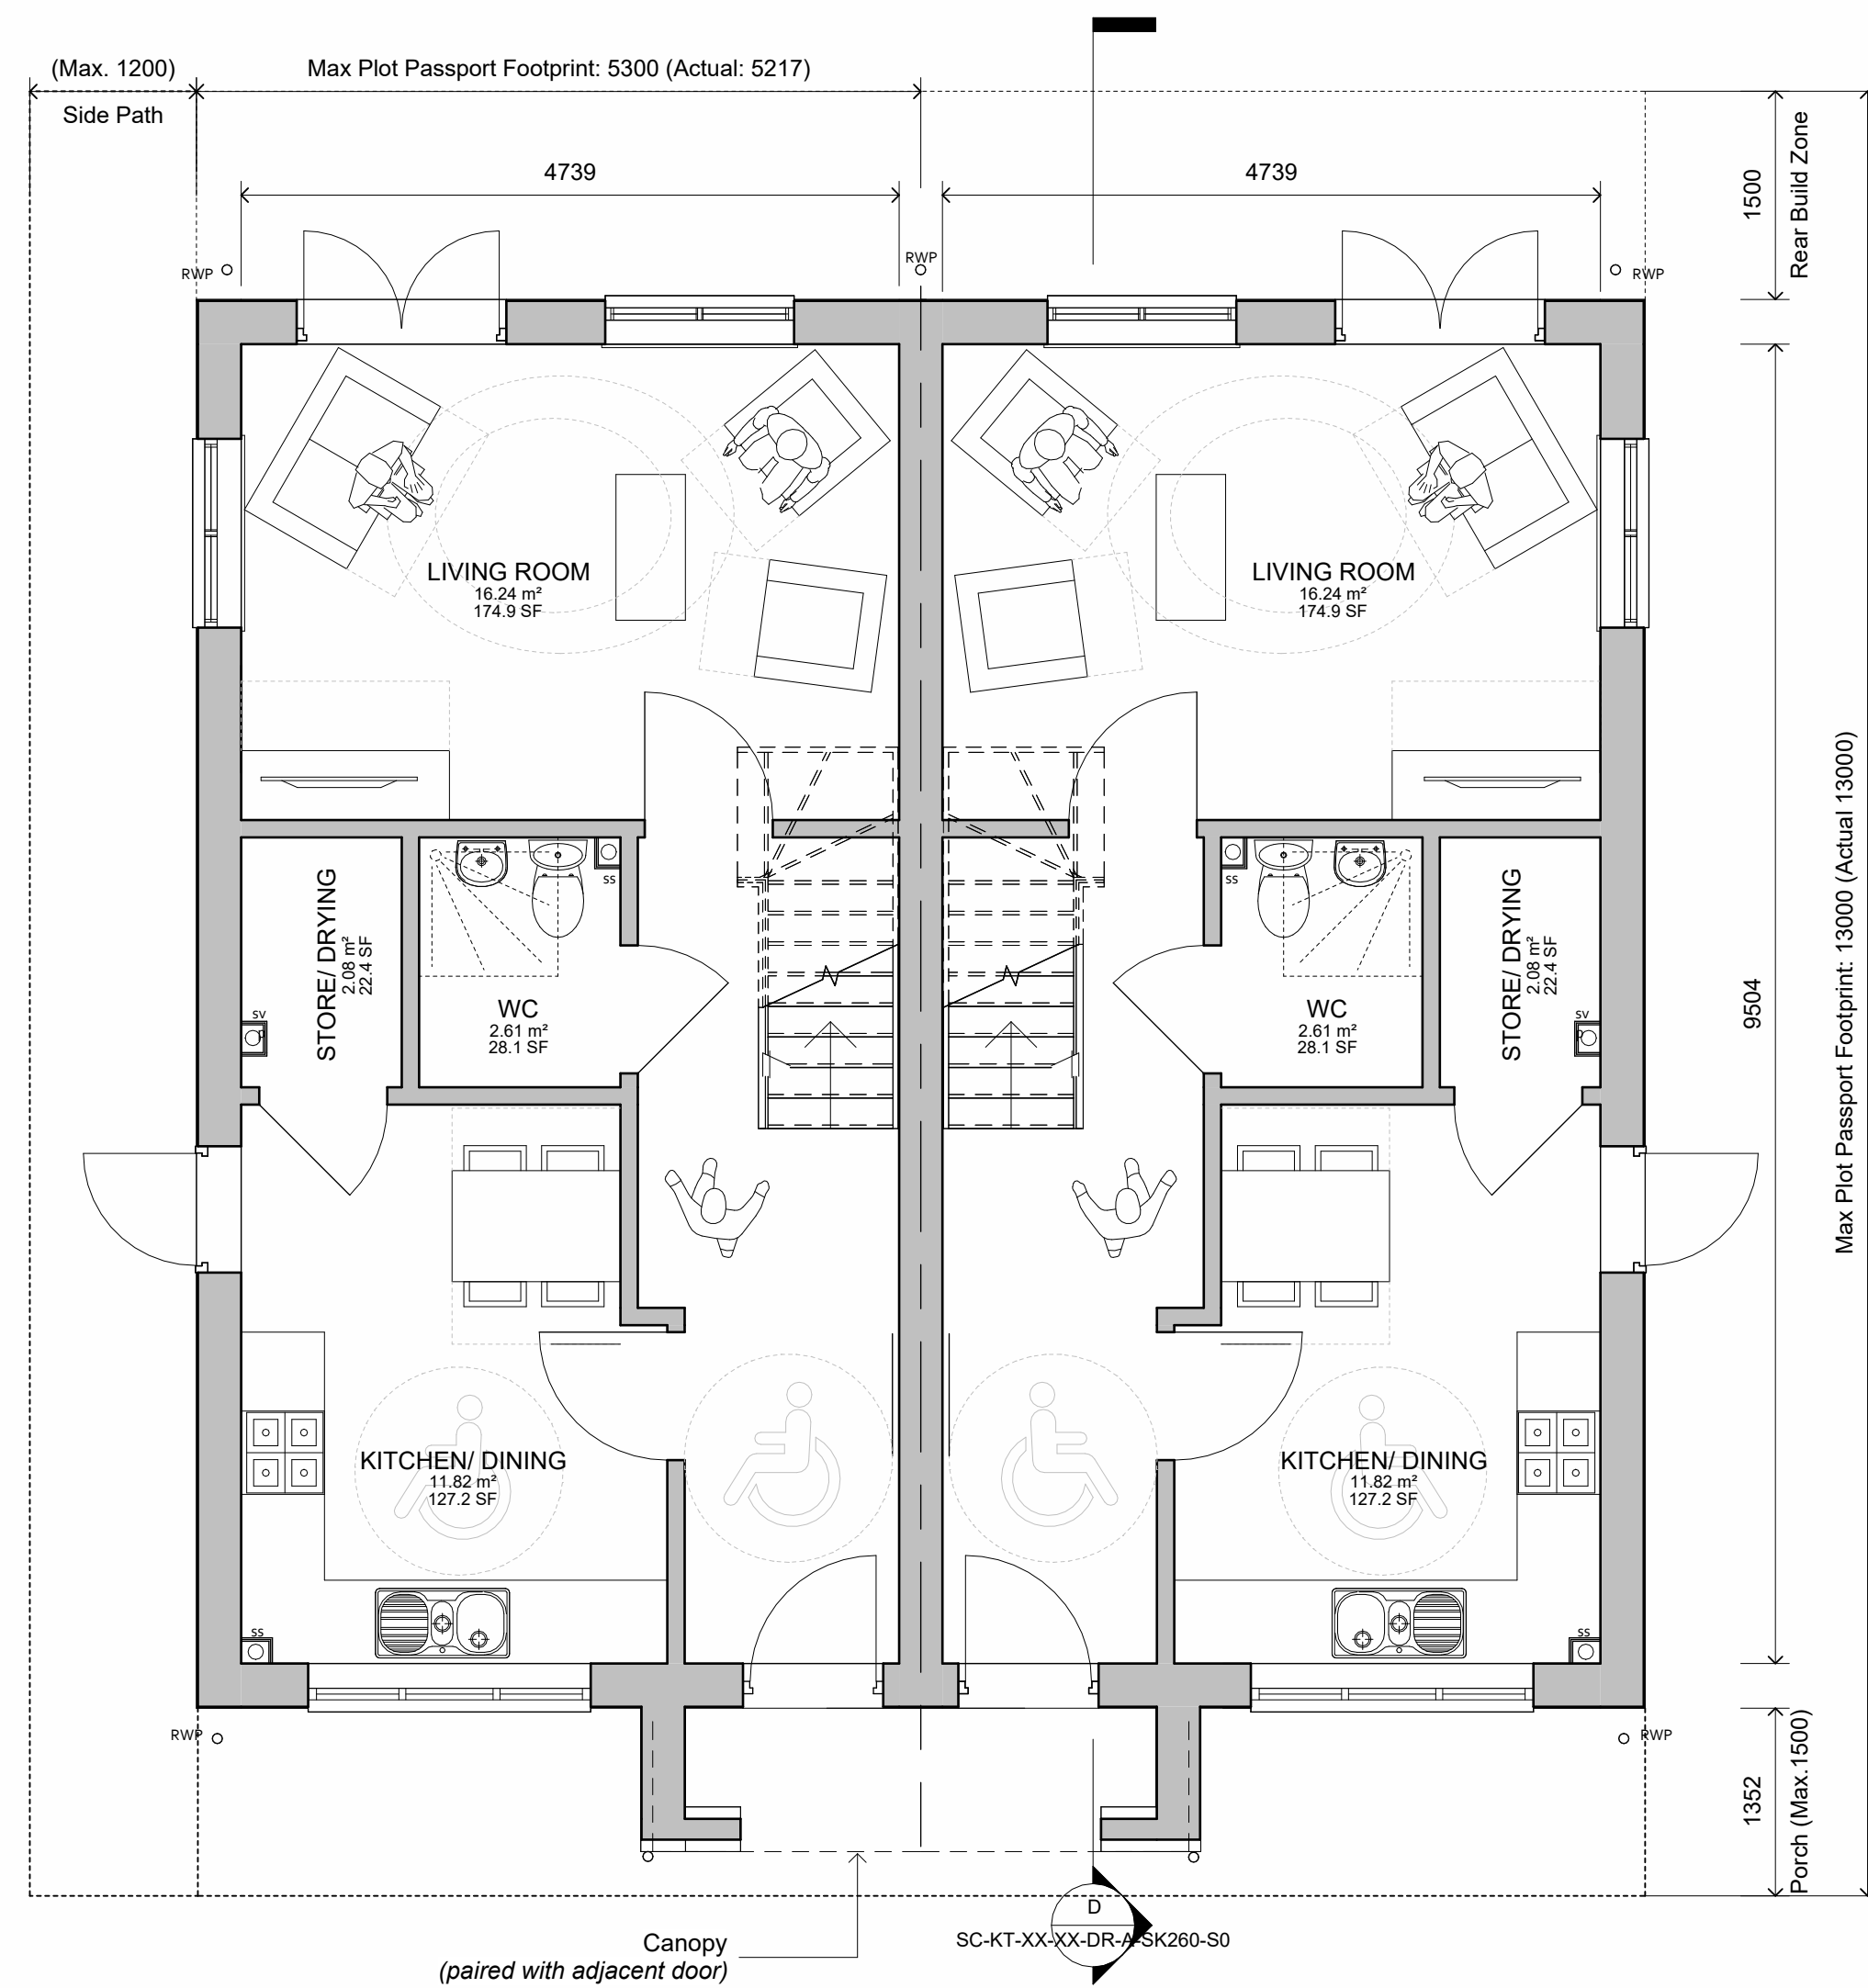 (Max. 1200)
Max Plot Passport Footprint: 5300 (Actual: 5217)
Side Path
4739
4739
1500
Rear Build Zone
RWP
RWP
RWP
LIVING ROOM
16.24 m²
174.9 SF
LIVING ROOM
16.24 m²
174.9 SF
Max Plot Passport Footprint: 13000 (Actual 13000)
9504
STORE/ DRYING
2.08 m²
22.4 SF
sv
ss
WC
2.61 m²
28.1 SF
ss
WC
2.61 m²
28.1 SF
STORE/ DRYING
2.08 m²
22.4 SF
sv
KITCHEN/ DINING
11.82 m²
127.2 SF
KITCHEN/ DINING
11.82 m²
127.2 SF
ss
ss
RWP
RWP
1352
Porch (Max.1500)
D
SC-KT-XX-XX-DR-A-SK260-S0
Canopy
(paired with adjacent door)